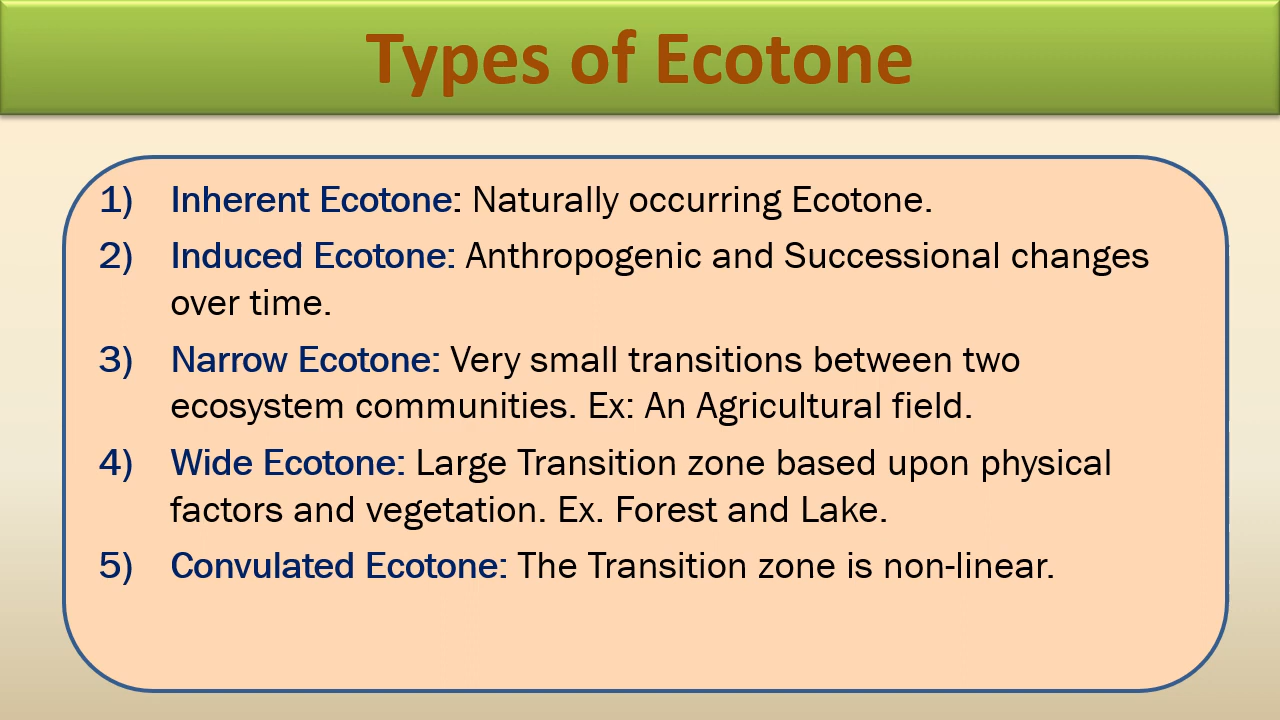 Types of Ecotone
1) Inherent Ecotone: Naturally occurring Ecotone.
2) Induced Ecotone: Anthropogenic and Successional changes
over time.
3) Narrow Ecotone: Very small transitions between two
ecosystem communities. Ex: An Agricultural field.
4) Wide Ecotone: Large Transition zone based upon physical
factors and vegetation. Ex. Forest and Lake.
5) Convulated Ecotone: The Transition zone is non-linear.